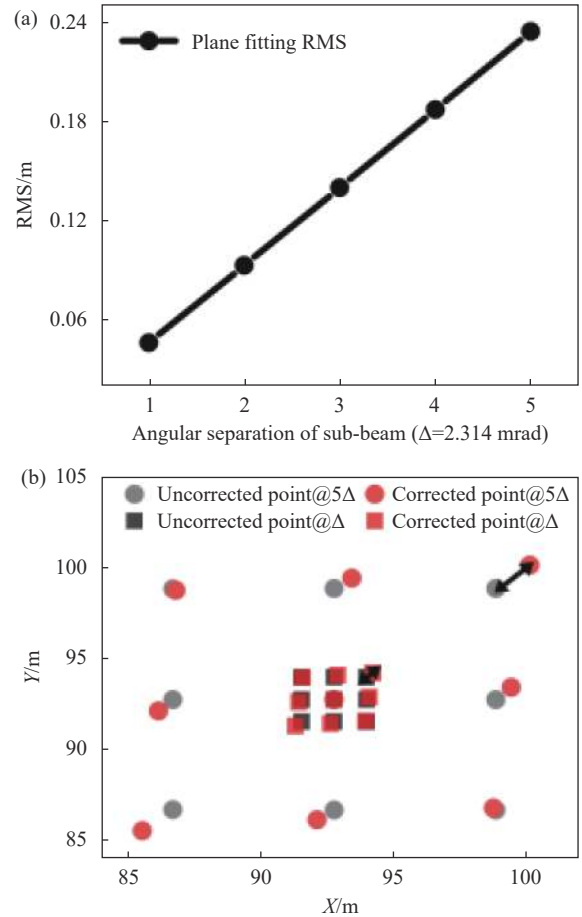 (a)
0.24
Plane fitting RMS
0.18
RMS/m
0.12
0.06
1 2 3 4 5
Angular separation of sub-beam (Δ=2.314 mrad)
(b)
105
Uncorrected point@5Δ Corrected point@5Δ
Uncorrected point@Δ Corrected point@Δ
100
95
Y/m
90
85
85 90 95 100
X/m